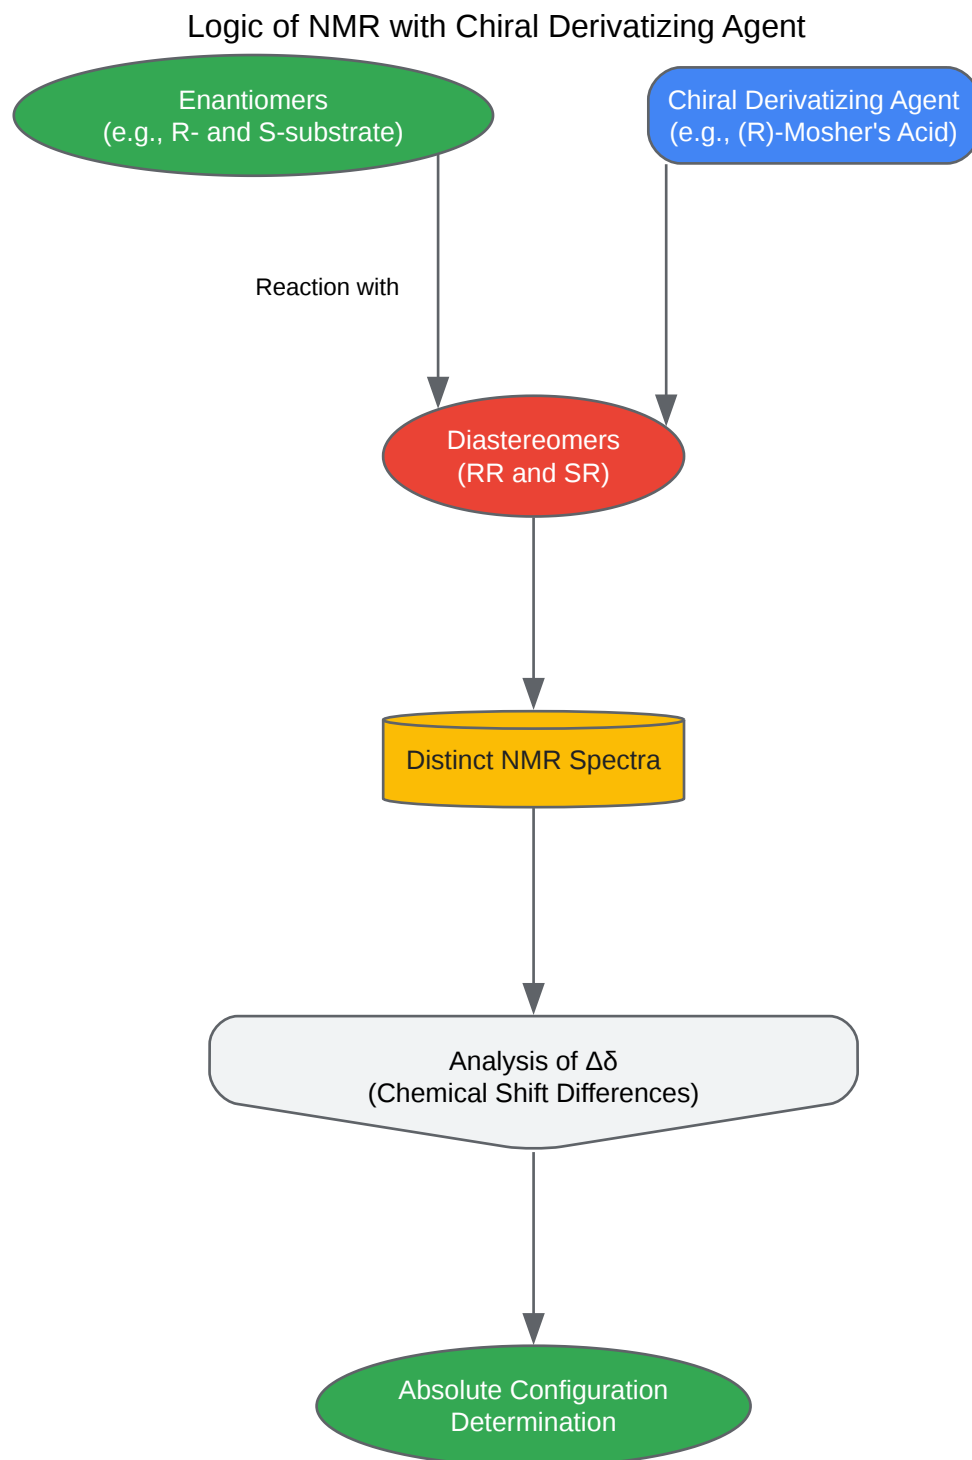 Logic of NMR with Chiral Derivatizing Agent
Enantiomers
(e.g., R- and S-substrate)
Chiral Derivatizing Agent
(e.g., (R)-Mosher's Acid)
Reaction with
Diastereomers
(RR and SR)
Distinct NMR Spectra
Analysis of Δδ
(Chemical Shift Differences)
Absolute Configuration
Determination